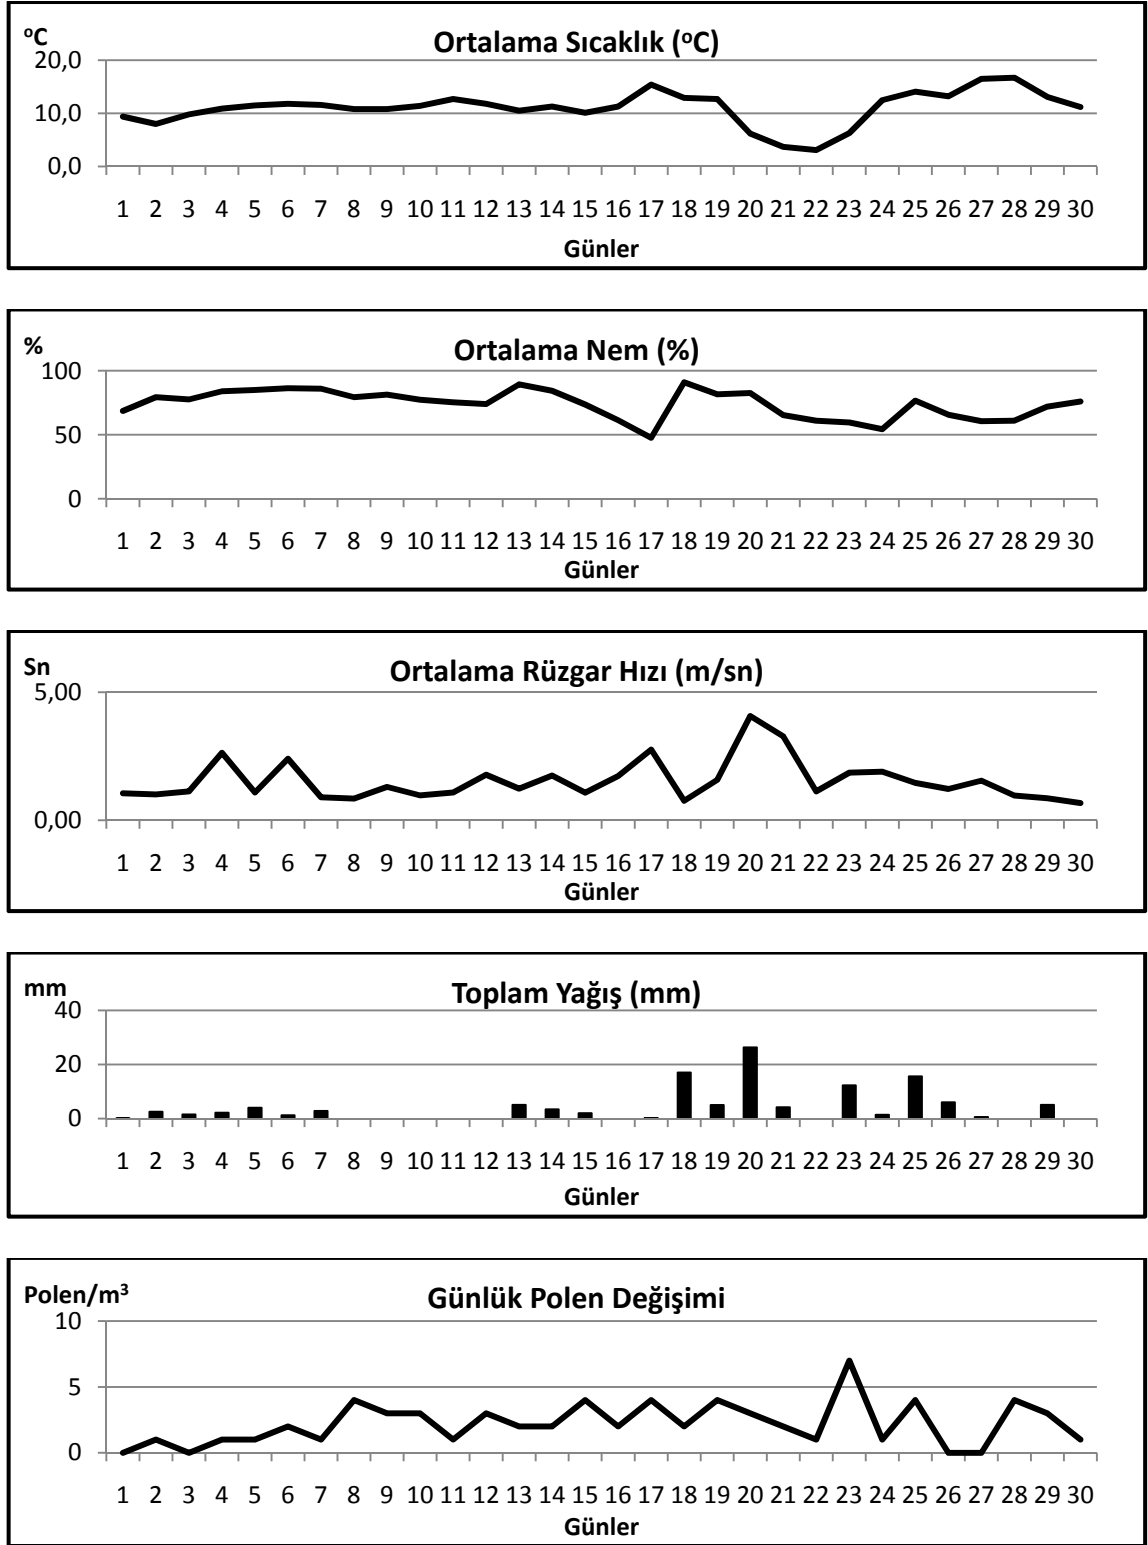 ºC
Ortalama Sıcaklık (ºC)
20,0
10,0
0,0
1 2 3 4 5 6 7 8 9 10 11 12 13 14 15 16 17 18 19 20 21 22 23 24 25 26 27 28 29 30
Günler
%
Ortalama Nem (%)
100
50
0
1 2 3 4 5 6 7 8 9 10 11 12 13 14 15 16 17 18 19 20 21 22 23 24 25 26 27 28 29 30
Günler
Sn
Ortalama Rüzgar Hızı (m/sn)
5,00
0,00
1 2 3 4 5 6 7 8 9 10 11 12 13 14 15 16 17 18 19 20 21 22 23 24 25 26 27 28 29 30
Günler
mm
Toplam Yağış (mm)
40
20
0
1 2 3 4 5 6 7 8 9 10 11 12 13 14 15 16 17 18 19 20 21 22 23 24 25 26 27 28 29 30
Günler
Polen/m³
Günlük Polen Değişimi
10
5
0
1 2 3 4 5 6 7 8 9 10 11 12 13 14 15 16 17 18 19 20 21 22 23 24 25 26 27 28 29 30
Günler